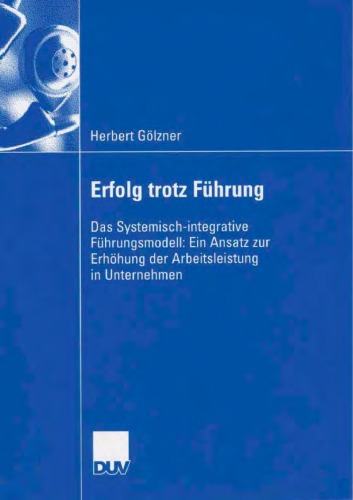 Herbert Gölzner
Erfolg trotz Führung
Das Systemisch-integrative
Führungsmodell: Ein Ansatz zur
Erhöhung der Arbeitsleistung
in Unternehmen
DUV